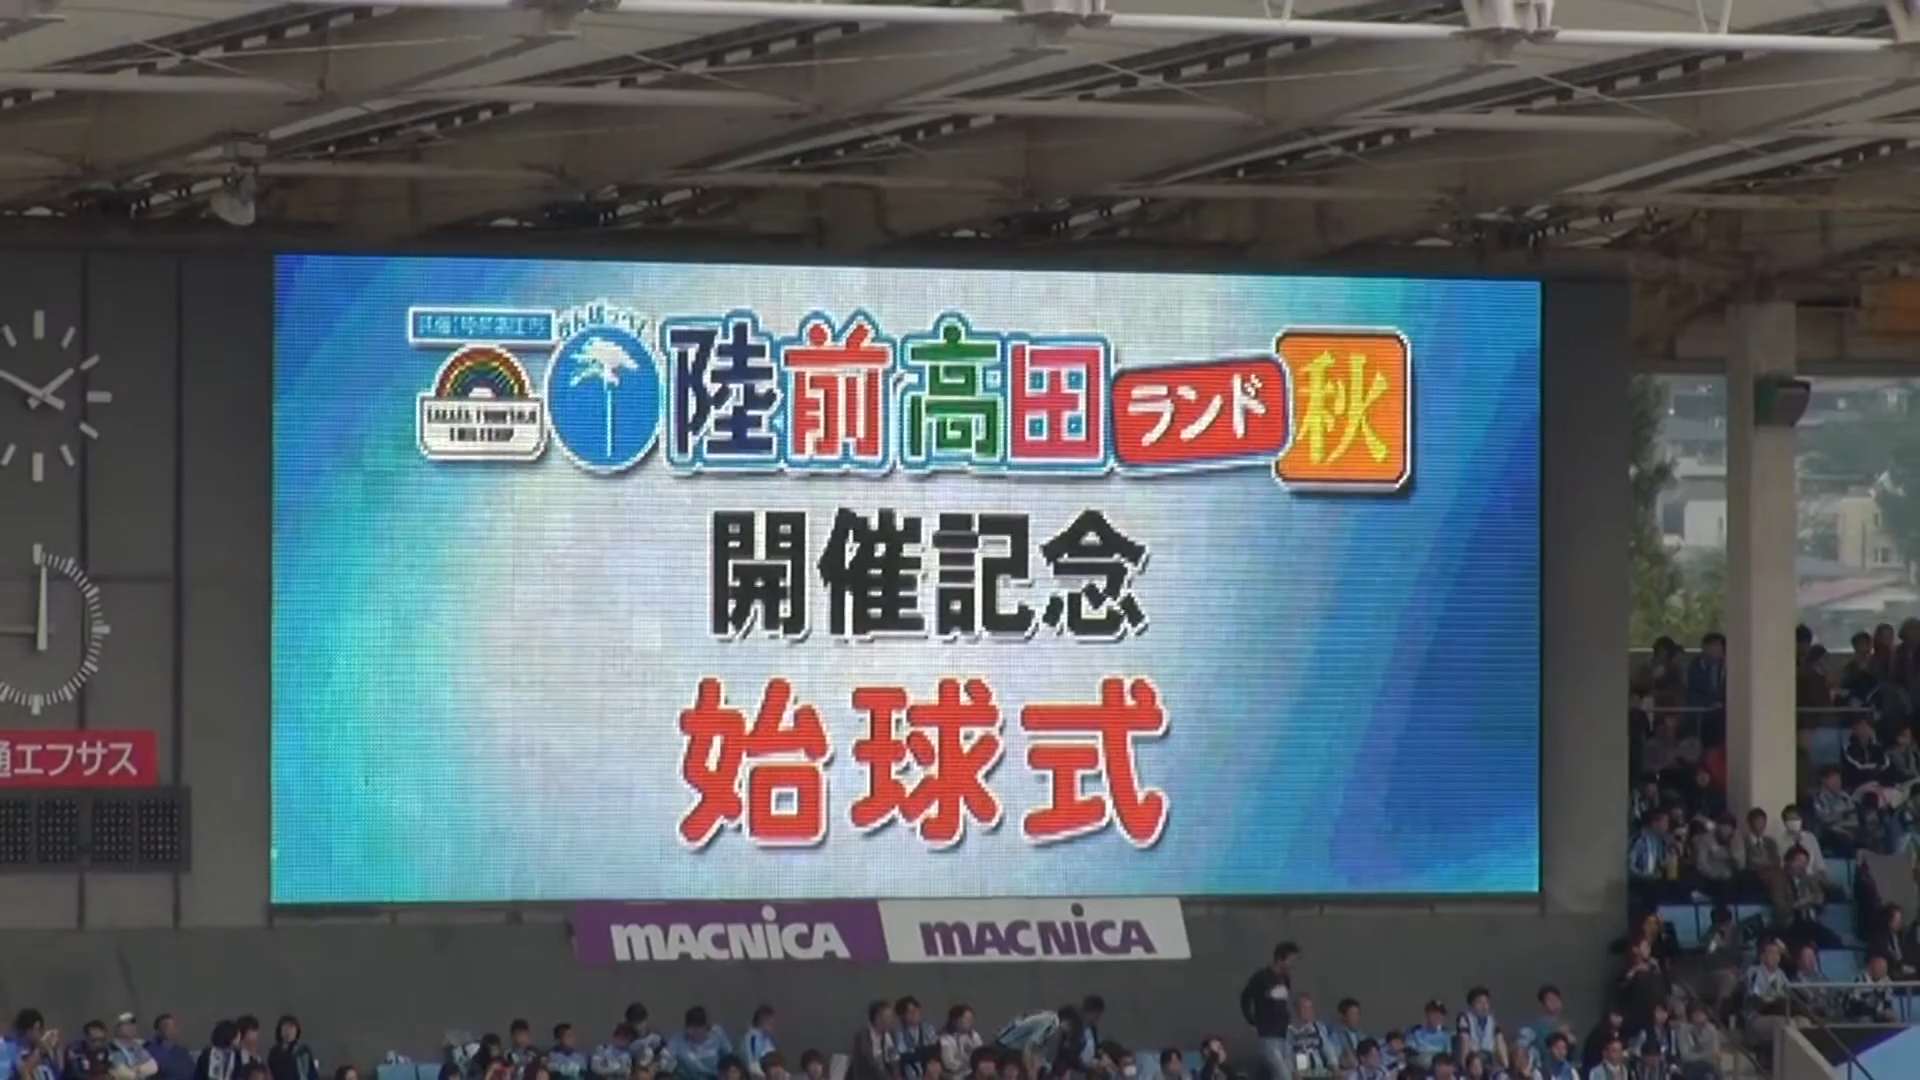 陸前高田ランド秋
開催記念
始球式
通エフサス
macnica macnica